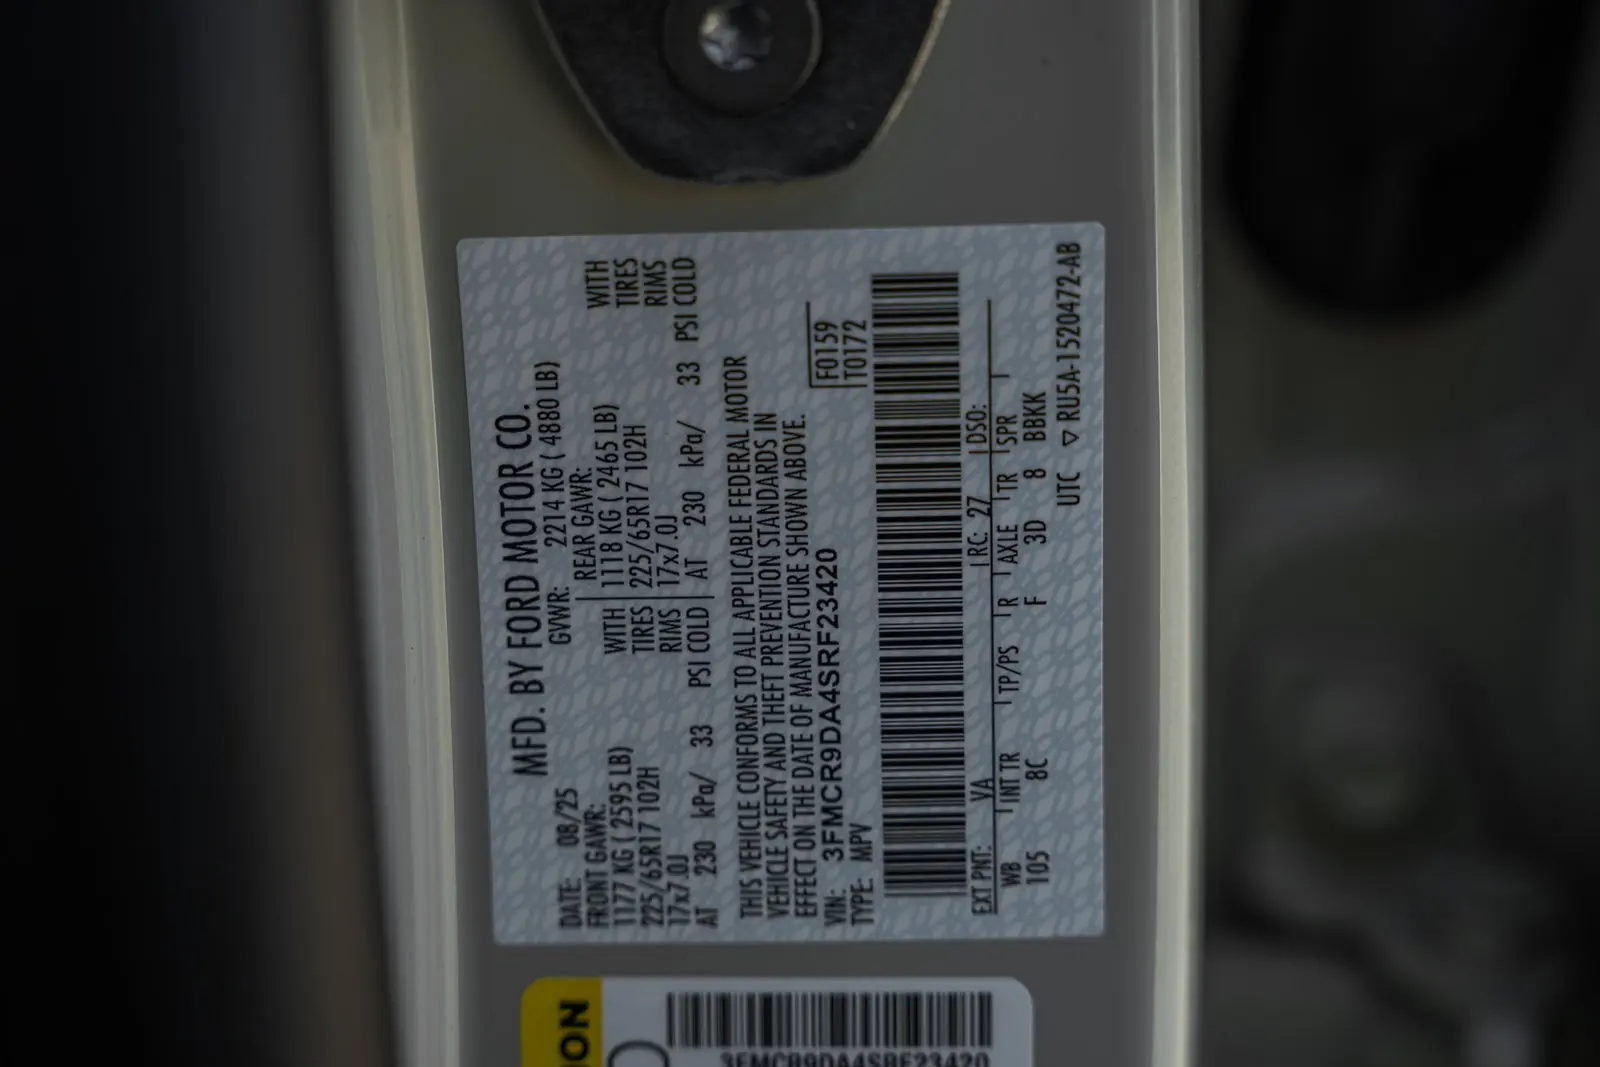 MFD. BY FORD MOTOR CO.
DATE: 08/25 GVWR: 2214 KG ( 4880 LB)
FRONT GAWR: REAR GAWR:
1177 KG ( 2595 LB) WITH 1118 KG ( 2465 LB) WITH
225/65R17 102H TIRES 225/65R17 102H TIRES
17x7.0J RIMS 17x7.0J RIMS
AT 230 kPa/ 33 PSI COLD AT 230 kPa/ 33 PSI COLD
THIS VEHICLE CONFORMS TO ALL APPLICABLE FEDERAL MOTOR
VEHICLE SAFETY AND THEFT PREVENTION STANDARDS IN
EFFECT ON THE DATE OF MANUFACTURE SHOWN ABOVE.
VIN: 3FMCR9DA4SRF23420 F0159
TYPE: MPV T0172
EXT PNT: VA RC: 27 DSO:
WB INT TR TP/PS R AXLE TR SPR
105 8C F 3D 8 BBKK
UTC ▽ RU5A-1520472-AB
3FMCR9DA4SRF23420